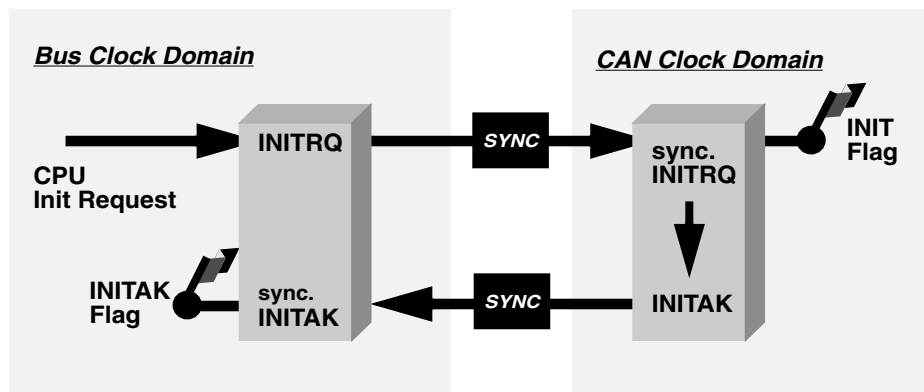 Bus Clock Domain
CAN Clock Domain
CPU
Init Request
INITRQ
SYNC
sync.
INITRQ
INIT
Flag
INITAK
Flag
sync.
INITAK
SYNC
INITAK